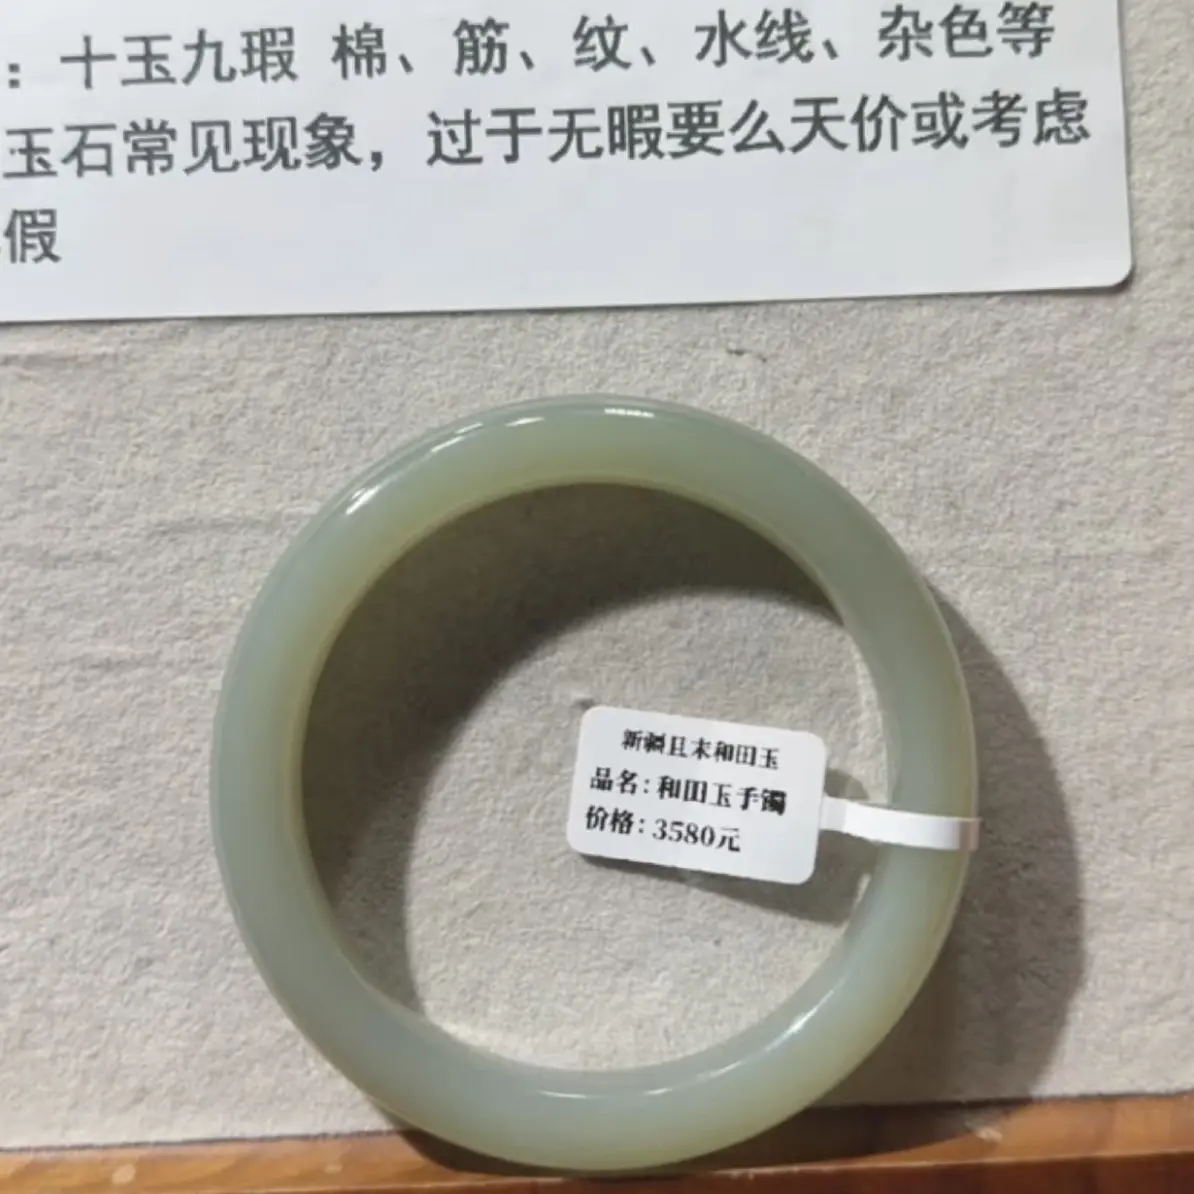 ：十玉九瑕 棉、筋、纹、水线、杂色等
玉石常见现象，过于无暇要么天价或考虑
假
新疆且末和田玉
品名：和田玉手镯
价格：3580元